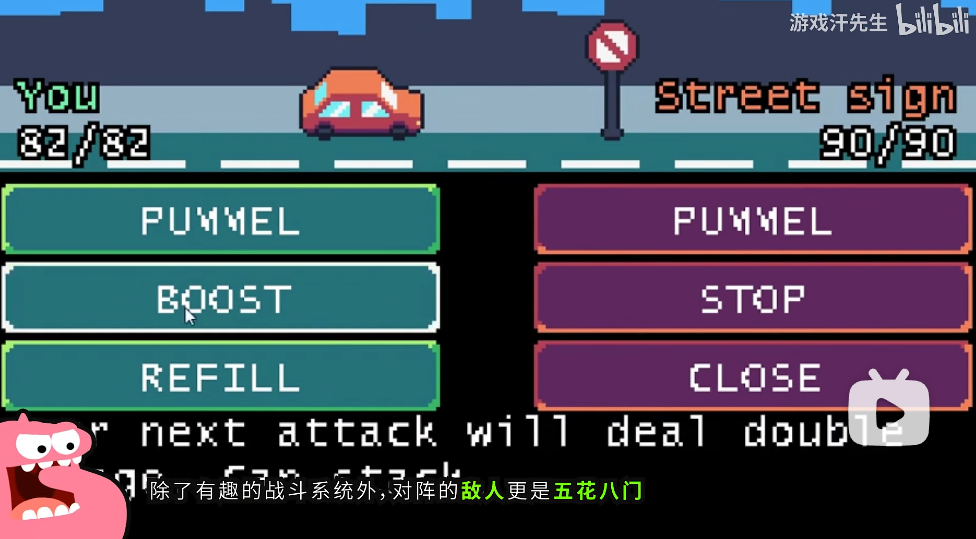 游戏汗先生 bilibili
You
Street sign
82/82
90/90
PUMMEL
PUMMEL
BOOST
STOP
REFILL
CLOSE
next attack will deal double
Can stack
除了有趣的战斗系统外,对阵的敌人更是五花八门